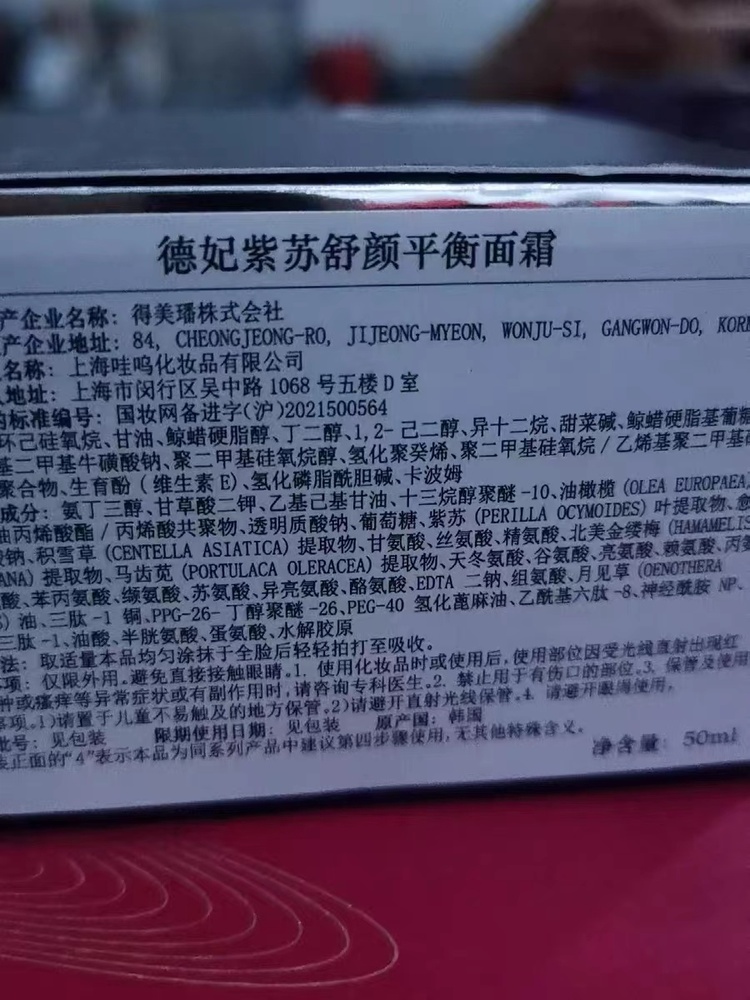 德妃紫苏舒颜平衡面霜
产企业名称: 得美璠株式会社
产企业地址: 84, CHEONGJEONG-RO, JIJEONG-MYEON, WONJU-SI, GANGWON-DO, KORE
名称: 上海哇呜化妆品有限公司
地址: 上海市闵行区吴中路 1068 号五楼 D 室
标准编号: 国妆网备进字(沪)2021500564
环己硅氧烷、甘油、鲸蜡硬脂醇、丁二醇、1,2-己二醇、异十二烷、甜菜碱、鲸蜡硬脂基葡糖
基二甲基牛磺酸钠、聚二甲基硅氧烷醇、氢化聚癸烯、聚二甲基硅氧烷/乙烯基聚二甲基硅
聚合物、生育酚(维生素E)、氢化磷脂酰胆碱、卡波姆
成分: 氨丁三醇、甘草酸二钾、乙基己基甘油、十三烷醇聚醚-10、油橄榄(OLEA EUROPAEA)
油丙烯酸酯/丙烯酸共聚物、透明质酸钠、葡萄糖、紫苏(PERILLA OCYMOIDES)叶提取物、
酸钠、积雪草(CENTELLA ASIATICA)提取物、甘氨酸、丝氨酸、精氨酸、北美金缕梅(HAMAMELIS
ANA)提取物、马齿苋(PORTULACA OLERACEA)提取物、天冬氨酸、谷氨酸、亮氨酸、赖氨酸、丙氨
酸、苯丙氨酸、缬氨酸、苏氨酸、异亮氨酸、酪氨酸、EDTA 二钠、组氨酸、月见草(OENOTHERA
S)油、三肽-1 铜、PPG-26-丁醇聚醚-26、PEG-40 氢化蓖麻油、乙酰基六肽-8、神经酰胺 NP、
三肽-1、油酸、半胱氨酸、蛋氨酸、水解胶原
法: 取适量本品均匀涂抹于全脸后轻轻拍打至吸收。
项: 仅限外用。避免直接接触眼睛。1. 使用化妆品时或使用后,使用部位因受光线直射出现红
肿或瘙痒等异常症状或有副作用时,请咨询专科医生。2. 禁止用于有伤口的部位。3. 保管及使用
事项。1)请置于儿童不易触及的地方保管。2)请避开直射光线保管。4. 请避开眼周使用。
批号: 见包装 限期使用日期: 见包装 原产国: 韩国
装正面的“4”表示本品为同系列产品中建议第四步骤使用,无其他特殊含义。
净含量: 50ml